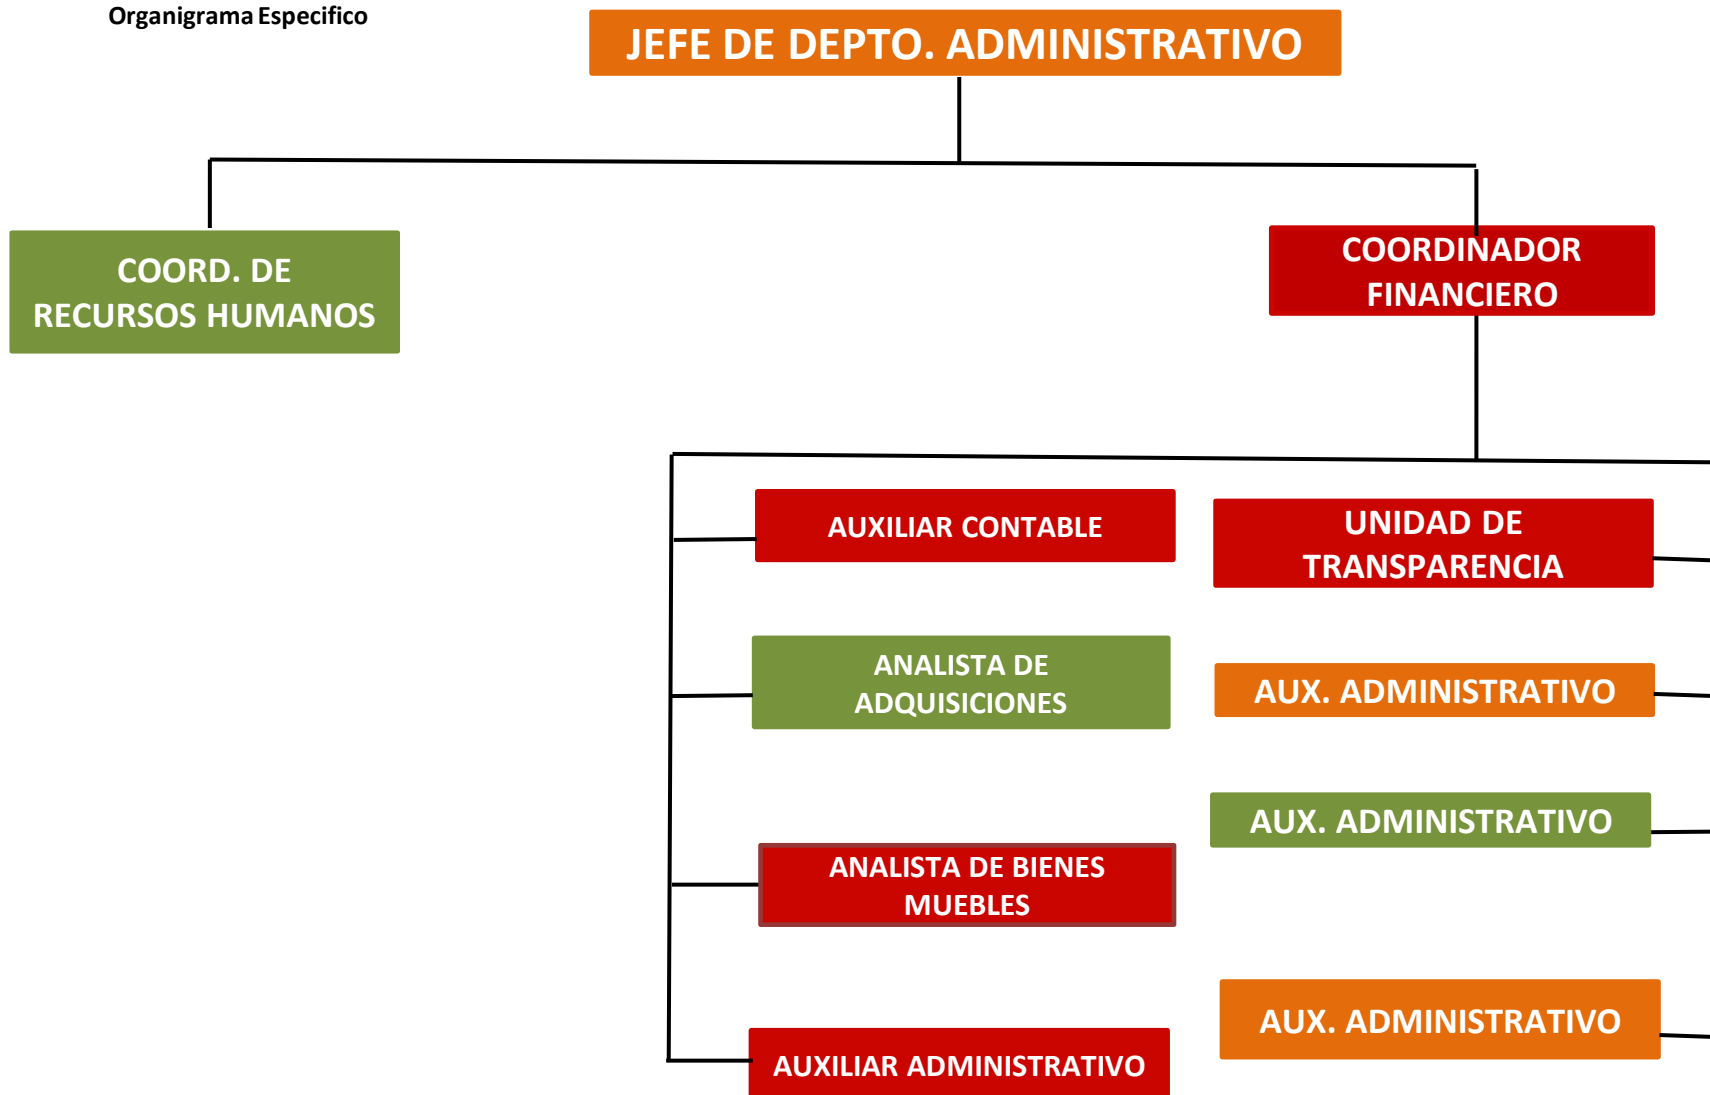 Organigrama Especifico
JEFE DE DEPTO. ADMINISTRATIVO
COORD. DE
RECURSOS HUMANOS
COORDINADOR
FINANCIERO
AUXILIAR CONTABLE
UNIDAD DE
TRANSPARENCIA
ANALISTA DE
ADQUISICIONES
AUX. ADMINISTRATIVO
AUX. ADMINISTRATIVO
ANALISTA DE BIENES
MUEBLES
AUX. ADMINISTRATIVO
AUXILIAR ADMINISTRATIVO